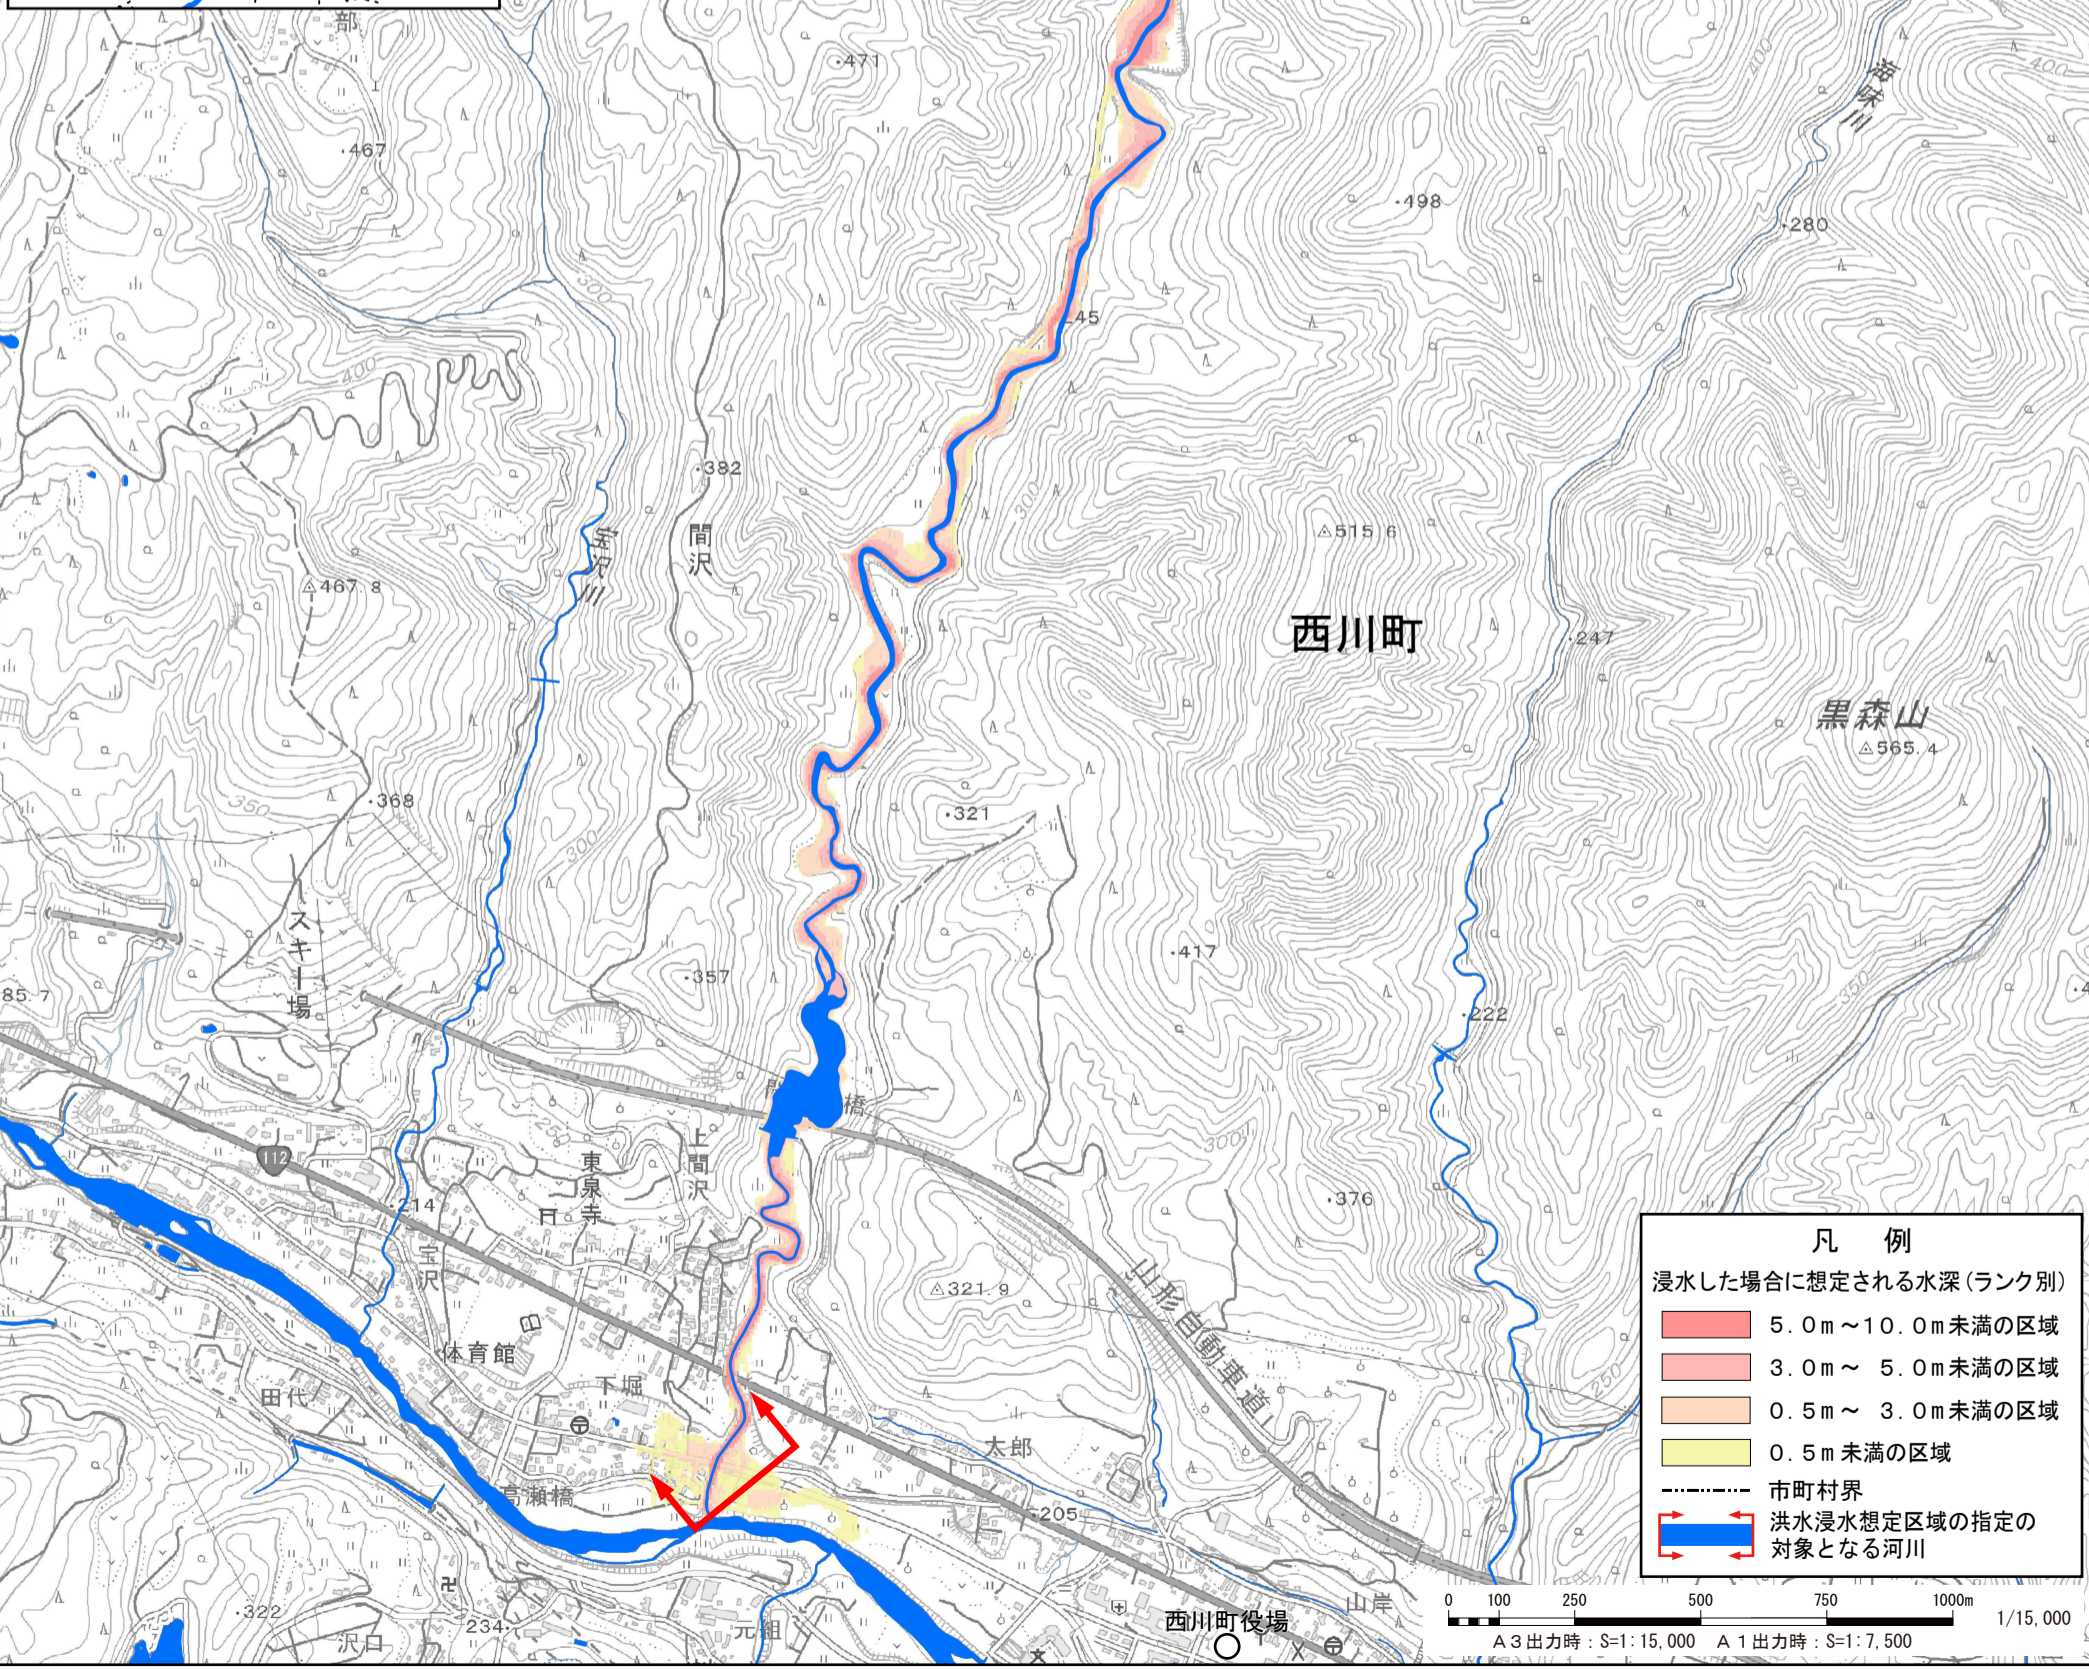 部
・471
海味川
400
400
・467
・498
・280
300
45
400
・382
間沢
300
400
△515.6
△467.8
西川町
・247
黒森山
△565.4
350
・368
・321
300
スキー場
・357
・417
85.7
・222
350
橋
250
上間沢
300
東泉寺
112
214
・376
宝沢
山形自動車道
△321.9
体育館
下堀
田代
250
太郎
高瀬橋
・205
・322
234
沢口
元組
西川町役場
山岸
凡 例
浸水した場合に想定される水深(ランク別)
5.0m~10.0m未満の区域
3.0m~ 5.0m未満の区域
0.5m~ 3.0m未満の区域
0.5m未満の区域
市町村界
洪水浸水想定区域の指定の
対象となる河川
0 100 250 500 750 1000m
1/15,000
A3出力時:S=1:15,000 A1出力時:S=1:7,500